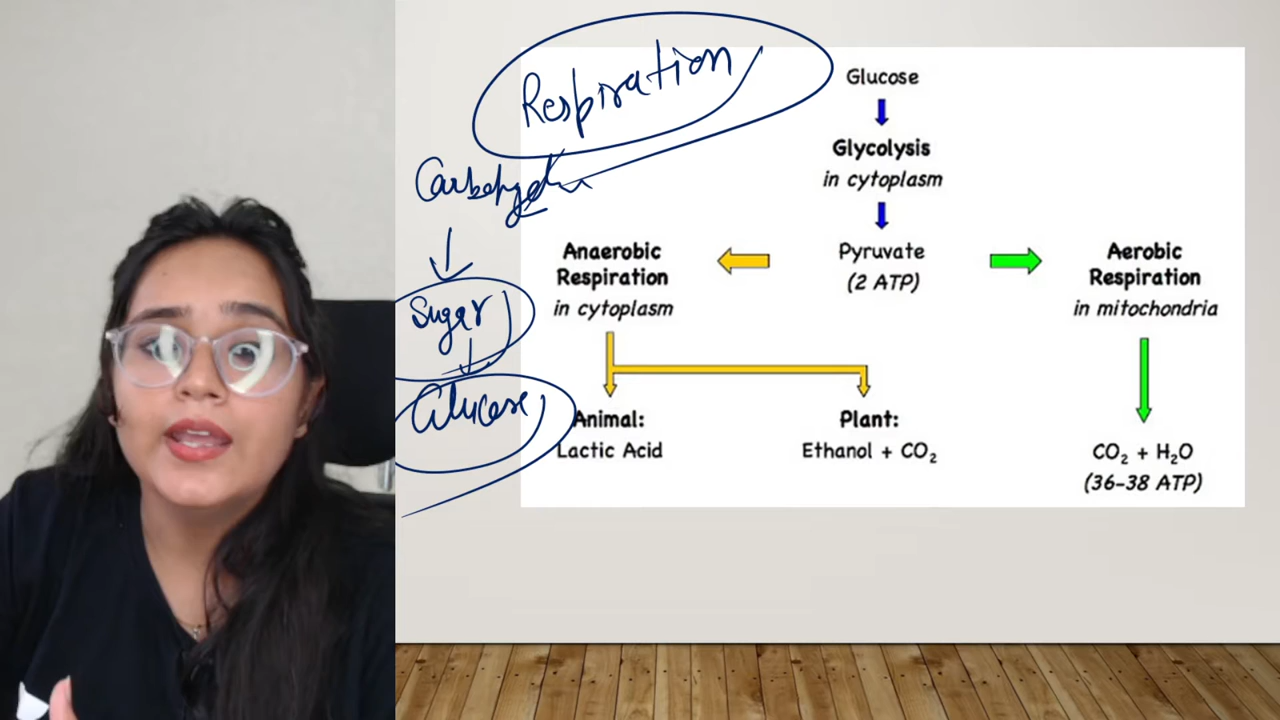 Respiration
Carbohyd
Sugar
Glucose
Glucose
Glycolysis
in cytoplasm
Pyruvate
(2 ATP)
Anaerobic
Respiration
in cytoplasm
Aerobic
Respiration
in mitochondria
Animal:
Lactic Acid
Plant:
Ethanol + CO₂
CO₂ + H₂O
(36-38 ATP)